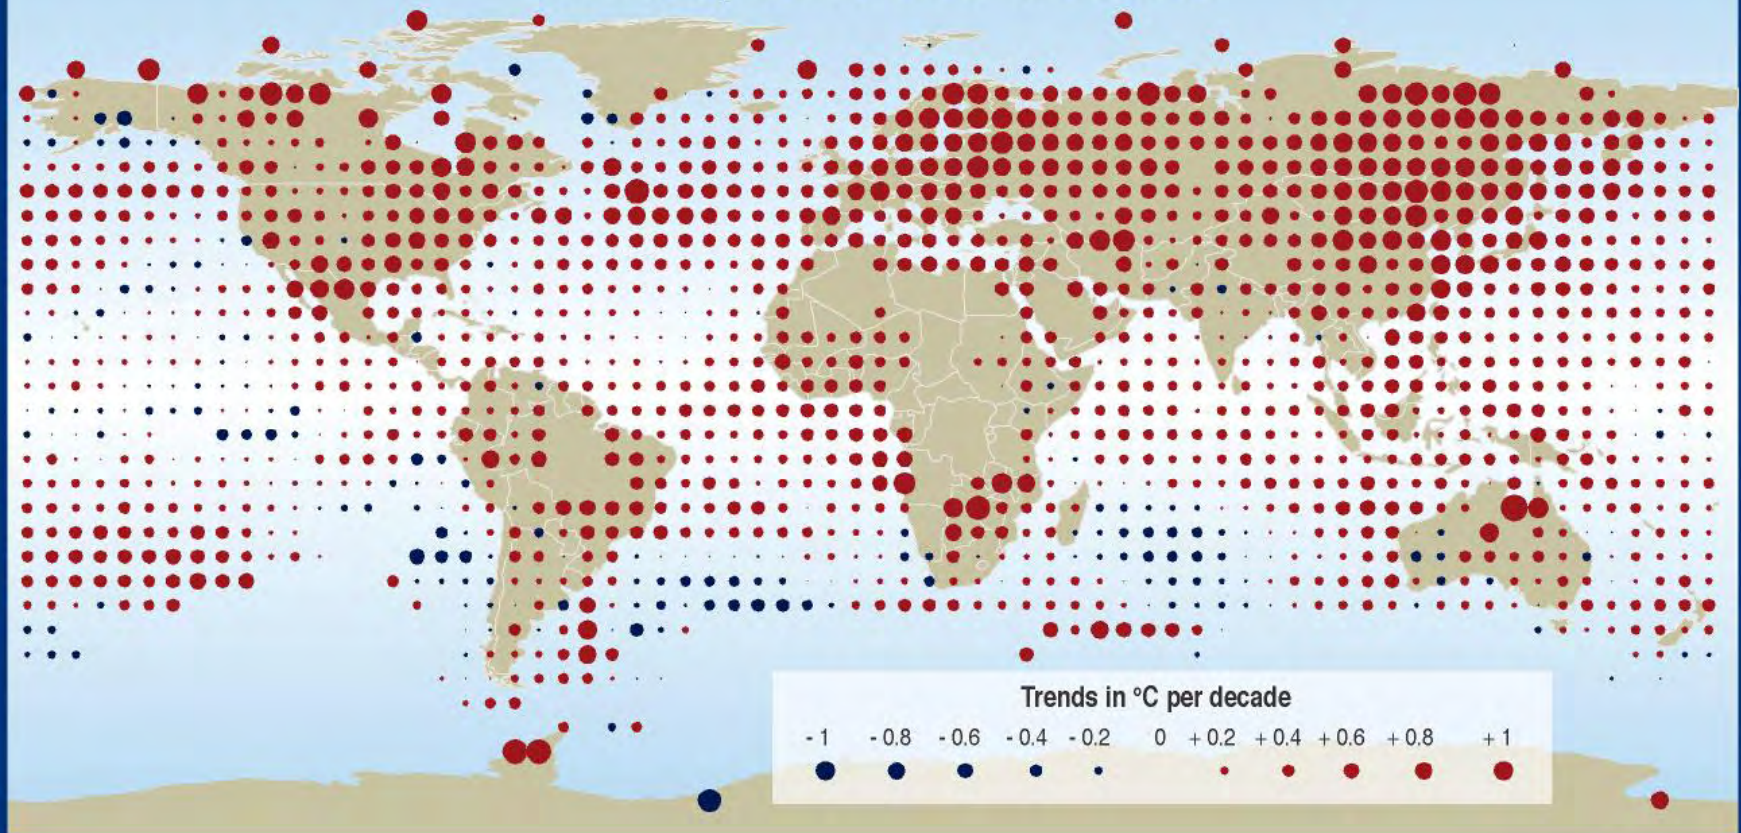 Trends in °C per decade
- 1 - 0.8 - 0.6 - 0.4 - 0.2 0 + 0.2 + 0.4 + 0.6 + 0.8 + 1